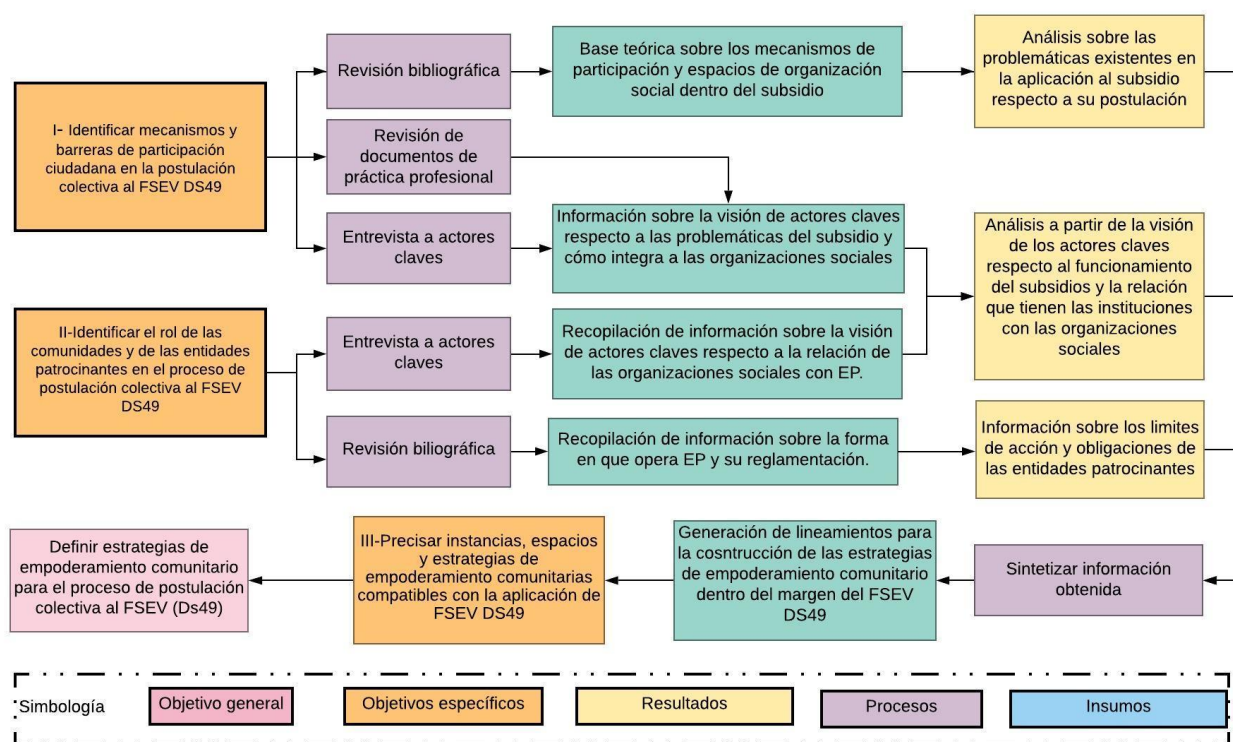 I- Identificar mecanismos y
barreras de participación
ciudadana en la postulación
colectiva al FSEV DS49
Revisión bibliográfica
Base teórica sobre los mecanismos de
participación y espacios de organización
social dentro del subsidio
Análisis sobre las
problemáticas existentes en
la aplicación al subsidio
respecto a su postulación
Revisión de
documentos de
práctica profesional
Entrevista a actores
claves
Información sobre la visión de actores claves
respecto a las problemáticas del subsidio y
cómo integra a las organizaciones sociales
Análisis a partir de la visión
de los actores claves
respecto al funcionamiento
del subsidios y la relación
que tienen las instituciones
con las organizaciones
sociales
II-Identificar el rol de las
comunidades y de las entidades
patrocinantes en el proceso de
postulación colectiva al FSEV
DS49
Entrevista a actores
claves
Recopilación de información sobre la visión
de actores claves respecto a la relación de
las organizaciones sociales con EP.
Revisión biliográfica
Recopilación de información sobre la forma
en que opera EP y su reglamentación.
Información sobre los limites
de acción y obligaciones de
las entidades patrocinantes
Definir estrategias de
empoderamiento comunitario
para el proceso de postulación
colectiva al FSEV (Ds49)
III-Precisar instancias, espacios
y estrategias de
empoderamiento comunitarias
compatibles con la aplicación de
FSEV DS49
Generación de lineamientos para
la cosntrucción de las estrategias
de empoderamiento comunitario
dentro del margen del FSEV
DS49
Sintetizar información
obtenida
Simbología
Objetivo general
Objetivos específicos
Resultados
Procesos
Insumos